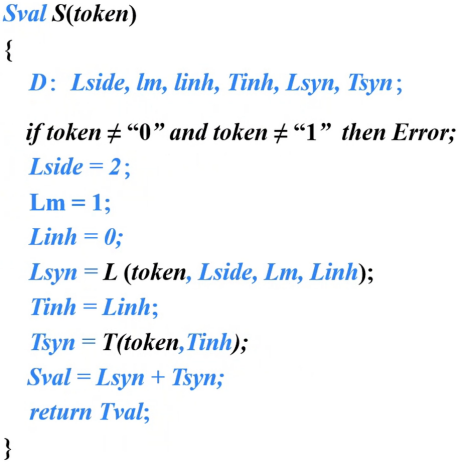 Sval S(token)
{
D: Lside, lm, linh, Tinh, Lsyn, Tsyn;
if token ≠ “0” and token ≠ “1” then Error;
Lside = 2;
Lm = 1;
Linh = 0;
Lsyn = L (token, Lside, Lm, Linh);
Tinh = Linh;
Tsyn = T(token,Tinh);
Sval = Lsyn + Tsyn;
return Tval;
}